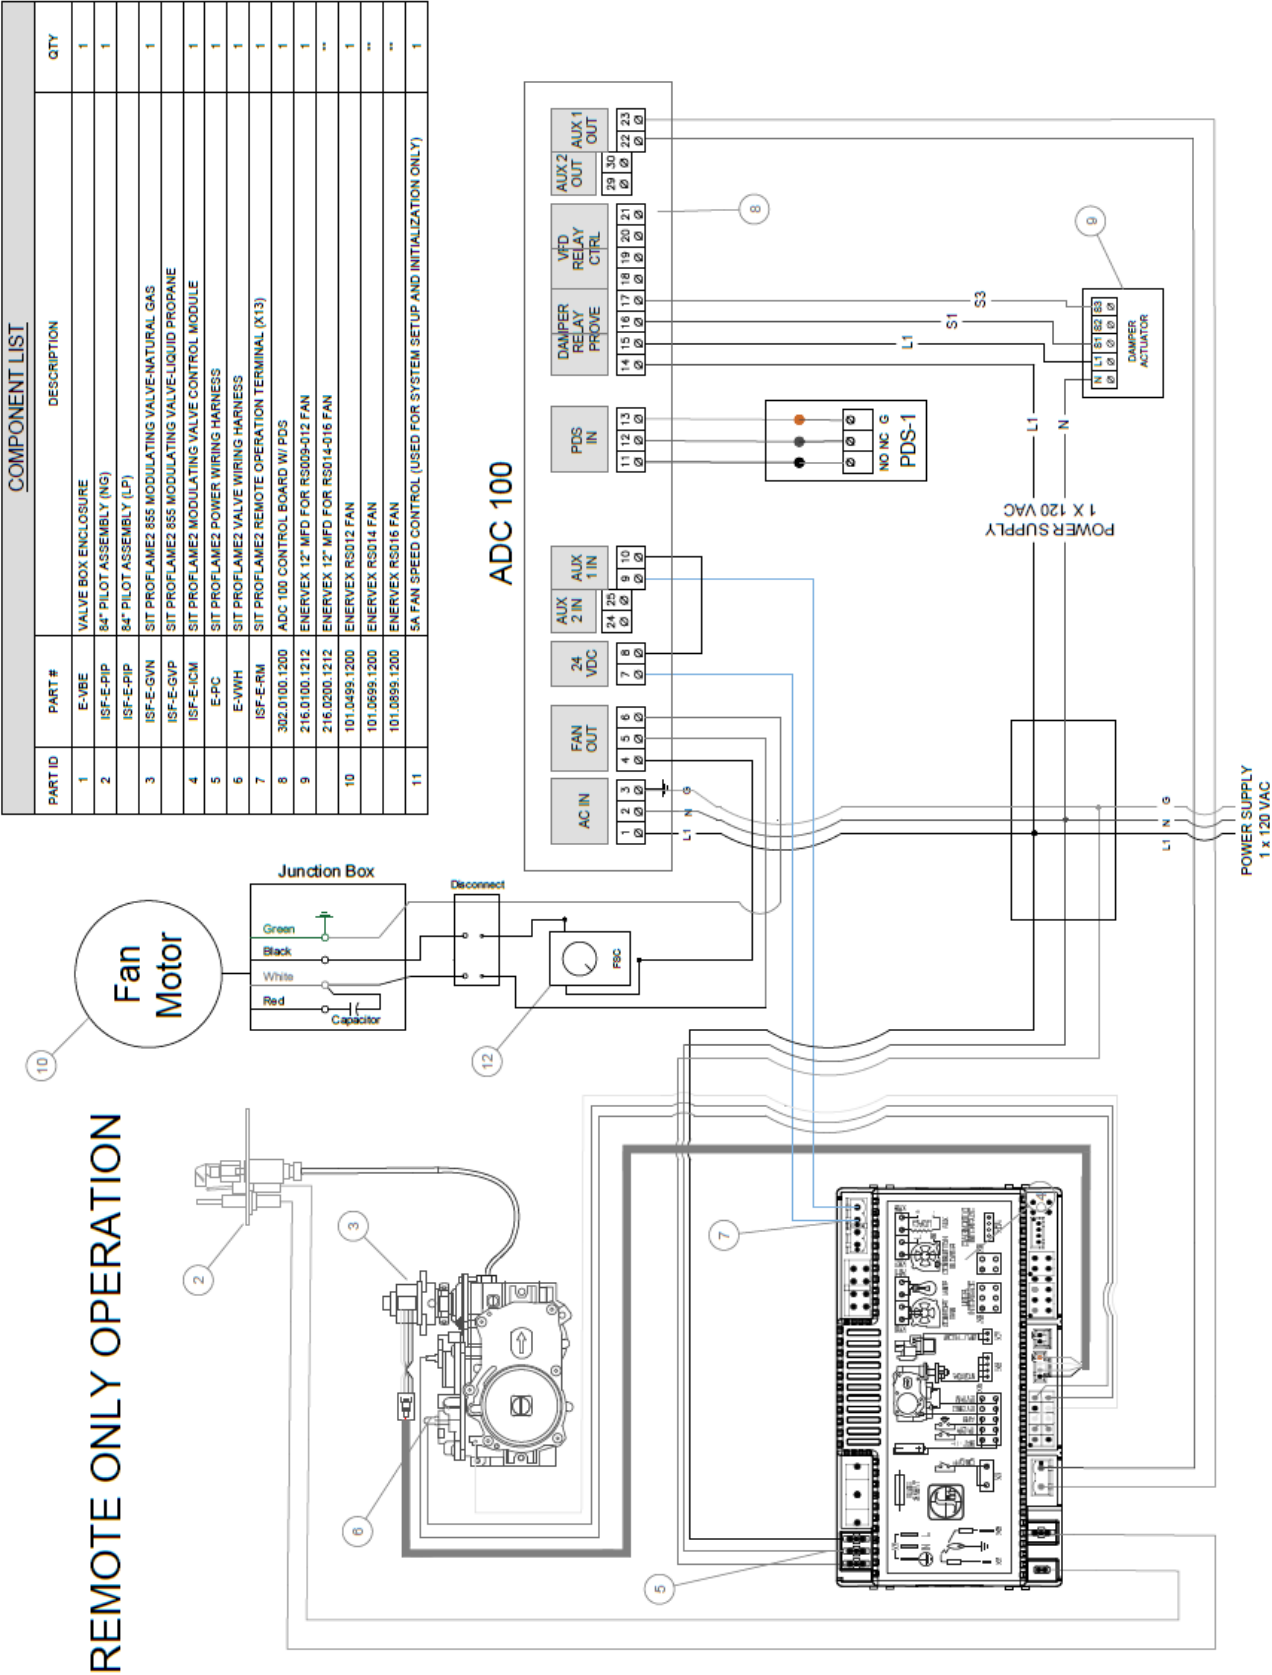 COMPONENT LIST
PART ID PART # DESCRIPTION QTY
1 E-VBE VALVE BOX ENCLOSURE 1
2 ISF-E-PIP 84" PILOT ASSEMBLY (NG) 1
ISF-E-PIP 84" PILOT ASSEMBLY (LP)
3 ISF-E-GVN SIT PROFLAME2 855 MODULATING VALVE-NATURAL GAS 1
ISF-E-GVP SIT PROFLAME2 855 MODULATING VALVE-LIQUID PROPANE
4 ISF-E-ICM SIT PROFLAME2 MODULATING VALVE CONTROL MODULE 1
5 E-PC SIT PROFLAME2 POWER WIRING HARNESS 1
6 E-VWH SIT PROFLAME2 VALVE WIRING HARNESS 1
7 ISF-E-RM SIT PROFLAME2 REMOTE OPERATION TERMINAL (X13) 1
8 302.0100.1200 ADC 100 CONTROL BOARD W/ PDS 1
9 216.0100.1212 ENERVEX 12" MFD FOR RS009-012 FAN 1
216.0200.1212 ENERVEX 12" MFD FOR RS014-016 FAN --
10 101.0499.1200 ENERVEX RS012 FAN 1
101.0699.1200 ENERVEX RS014 FAN --
101.0899.1200 ENERVEX RS016 FAN --
11 5A FAN SPEED CONTROL (USED FOR SYSTEM SETUP AND INITIALIZATION ONLY) 1
REMOTE ONLY OPERATION
10
Fan
Motor
Junction Box
Green
Black
White
Red
Capacitor
Disconnect
FSC
12
2
3
6
5
7
4
ADC 100
AC IN
1 2 3
FAN
OUT
4 5 6
24
VDC
7 8
AUX
2 IN
24 25
AUX
1 IN
9 10
PDS
IN
11 12 13
DAMPER
RELAY
PROVE
14 15 16 17
VFD
RELAY
CTRL
18 19 20 21
AUX 2
OUT
29 30
AUX 1
OUT
22 23
8
L1 N G
NO NC G
PDS-1
L1
S1
S3
9
N L1 S1 S2 S3
DAMPER
ACTUATOR
L1
N
POWER SUPPLY
1 X 120 VAC
L1 N G
POWER SUPPLY
1 x 120 VAC